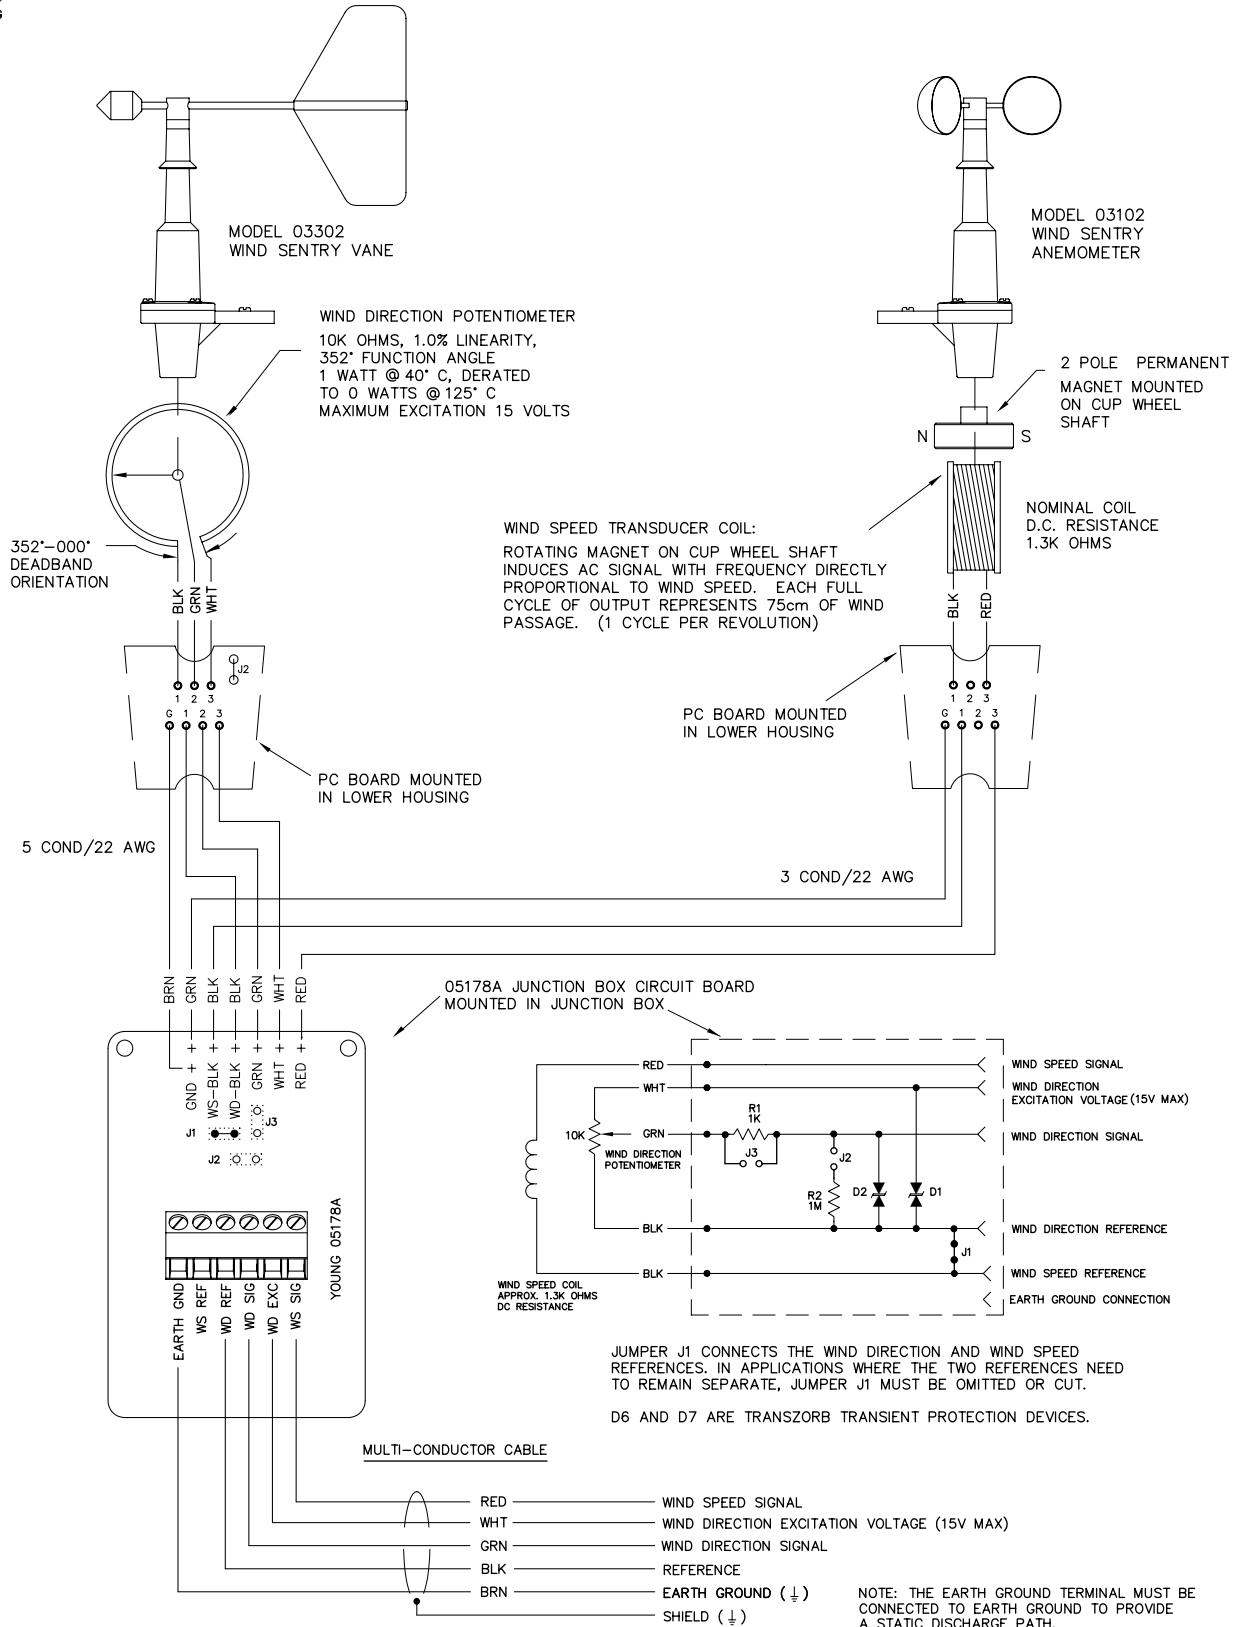 MODEL 03302
WIND SENTRY VANE
MODEL 03102
WIND SENTRY
ANEMOMETER
WIND DIRECTION POTENTIOMETER
10K OHMS, 1.0% LINEARITY,
352° FUNCTION ANGLE
1 WATT @ 40° C, DERATED
TO 0 WATTS @ 125° C
MAXIMUM EXCITATION 15 VOLTS
2 POLE PERMANENT
MAGNET MOUNTED
ON CUP WHEEL
SHAFT
N
S
NOMINAL COIL
D.C. RESISTANCE
1.3K OHMS
WIND SPEED TRANSDUCER COIL:
ROTATING MAGNET ON CUP WHEEL SHAFT
INDUCES AC SIGNAL WITH FREQUENCY DIRECTLY
PROPORTIONAL TO WIND SPEED. EACH FULL
CYCLE OF OUTPUT REPRESENTS 75cm OF WIND
PASSAGE. (1 CYCLE PER REVOLUTION)
352°-000°
DEADBAND
ORIENTATION
BLK
GRN
WHT
BLK
RED
J2
1 2 3
G 1 2 3
1 2 3
G 1 2 3
PC BOARD MOUNTED
IN LOWER HOUSING
PC BOARD MOUNTED
IN LOWER HOUSING
5 COND/22 AWG
3 COND/22 AWG
BRN
GRN
BLK
BLK
GRN
WHT
RED
05178A JUNCTION BOX CIRCUIT BOARD
MOUNTED IN JUNCTION BOX
+ + + + + +
GND +
WS-BLK
WD-BLK
GRN
WHT
RED
J1
J3
J2
YOUNG 05178A
EARTH GND
WS REF
WD REF
WD SIG
WD EXC
WS SIG
RED
WIND SPEED SIGNAL
WHT
WIND DIRECTION
EXCITATION VOLTAGE (15V MAX)
R1
1K
10K
GRN
WIND DIRECTION SIGNAL
WIND DIRECTION
POTENTIOMETER
J3
J2
R2
1M
D2
D1
BLK
WIND DIRECTION REFERENCE
J1
BLK
WIND SPEED REFERENCE
WIND SPEED COIL
APPROX. 1.3K OHMS
DC RESISTANCE
EARTH GROUND CONNECTION
JUMPER J1 CONNECTS THE WIND DIRECTION AND WIND SPEED
REFERENCES. IN APPLICATIONS WHERE THE TWO REFERENCES NEED
TO REMAIN SEPARATE, JUMPER J1 MUST BE OMITTED OR CUT.
D6 AND D7 ARE TRANSZORB TRANSIENT PROTECTION DEVICES.
MULTI-CONDUCTOR CABLE
RED WIND SPEED SIGNAL
WHT WIND DIRECTION EXCITATION VOLTAGE (15V MAX)
GRN WIND DIRECTION SIGNAL
BLK REFERENCE
BRN EARTH GROUND (⏚)
SHIELD (⏚)
NOTE: THE EARTH GROUND TERMINAL MUST BE
CONNECTED TO EARTH GROUND TO PROVIDE
A STATIC DISCHARGE PATH.